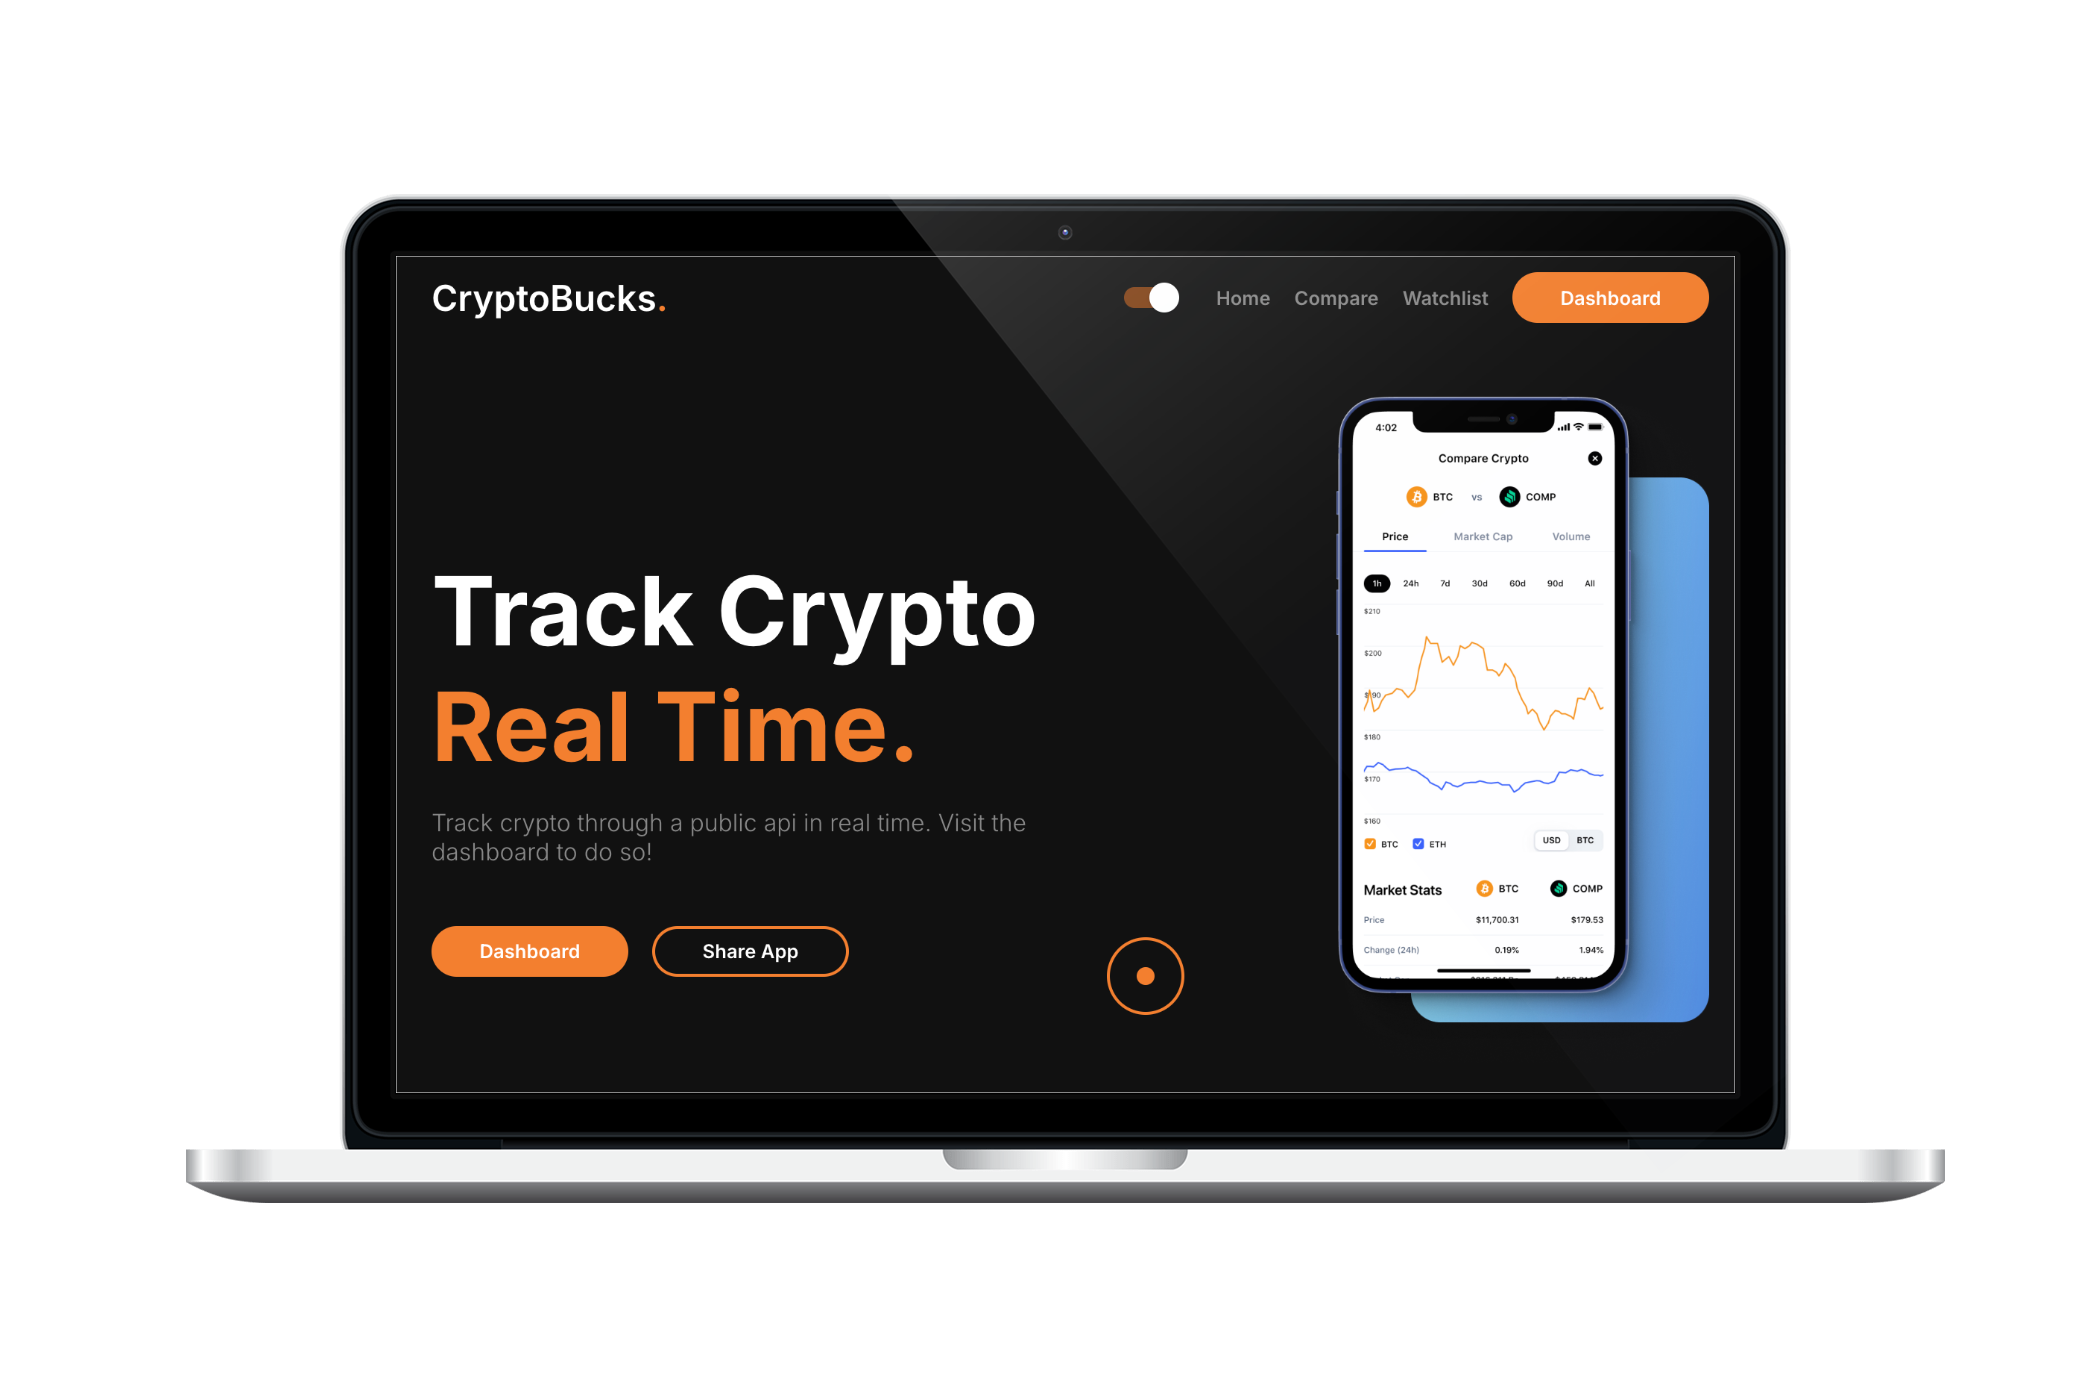 CryptoBucks.
Home Compare Watchlist Dashboard
Track Crypto
Real Time.
Track crypto through a public api in real time. Visit the
dashboard to do so!
Dashboard Share App
4:02
Compare Crypto
BTC vs COMP
Price Market Cap Volume
1h 24h 7d 30d 60d 90d All
$210
$200
$190
$180
$170
$160
BTC ETH USD BTC
Market Stats BTC COMP
Price $11,700.31 $179.53
Change (24h) 0.19% 1.94%